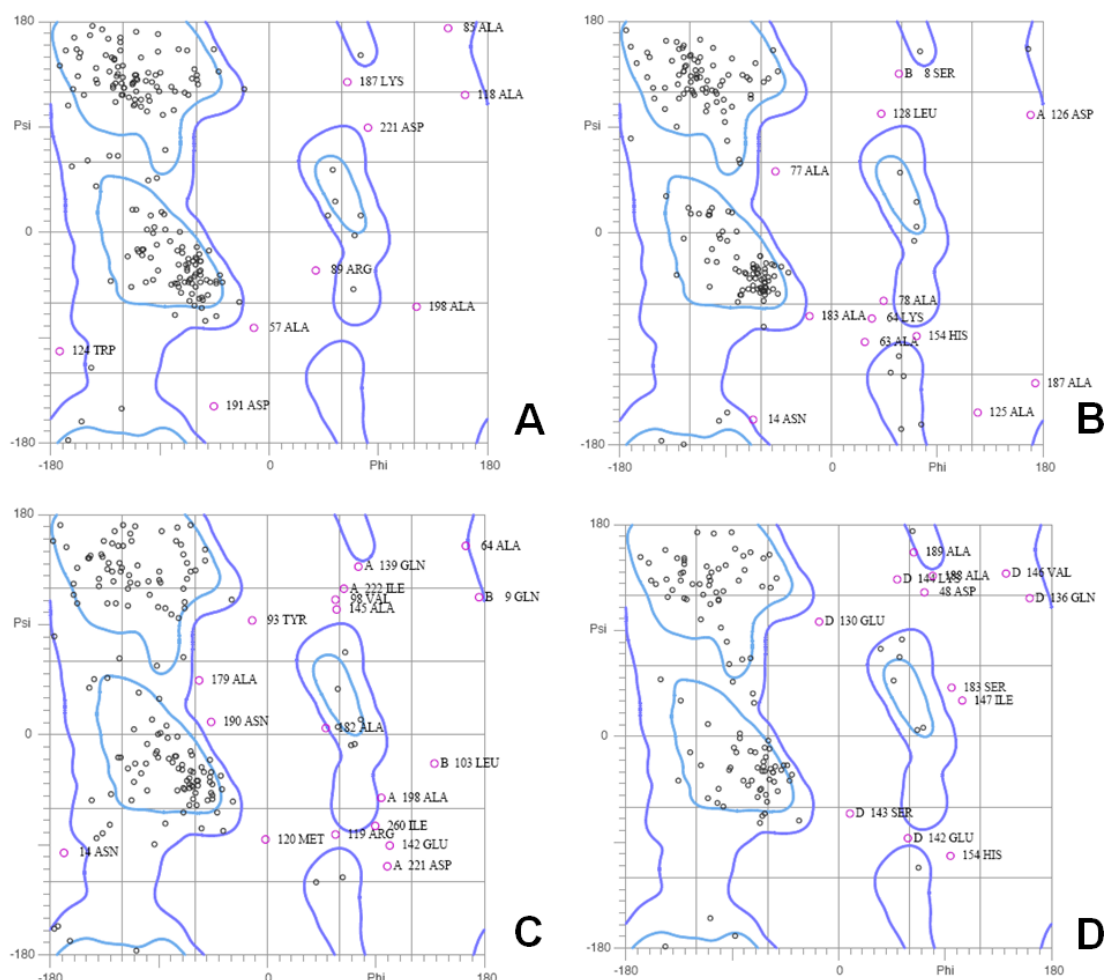 180
85 ALA
187 LYS
118 ALA
Psi
221 ASP
0
89 ARG
198 ALA
57 ALA
124 TRP
191 ASP
A
-180
-180
0
Phi
180
180
B 8 SER
128 LEU
A 126 ASP
Psi
77 ALA
0
78 ALA
183 ALA
64 LYS
154 HIS
63 ALA
187 ALA
125 ALA
14 ASN
B
-180
-180
0
Phi
180
180
64 ALA
A 139 GLN
A 222 ILE
98 VAL
B 9 GLN
145 ALA
93 TYR
Psi
179 ALA
190 ASN
182 ALA
0
B 103 LEU
A 198 ALA
260 ILE
119 ARG
120 MET
142 GLU
14 ASN
A 221 ASP
C
-180
-180
0
Phi
180
180
189 ALA
D 146 VAL
188 ALA
D 144 LYS
48 ASP
D 136 GLN
D 130 GLU
Psi
183 SER
147 ILE
0
D 143 SER
D 142 GLU
154 HIS
D
-180
-180
0
Phi
180